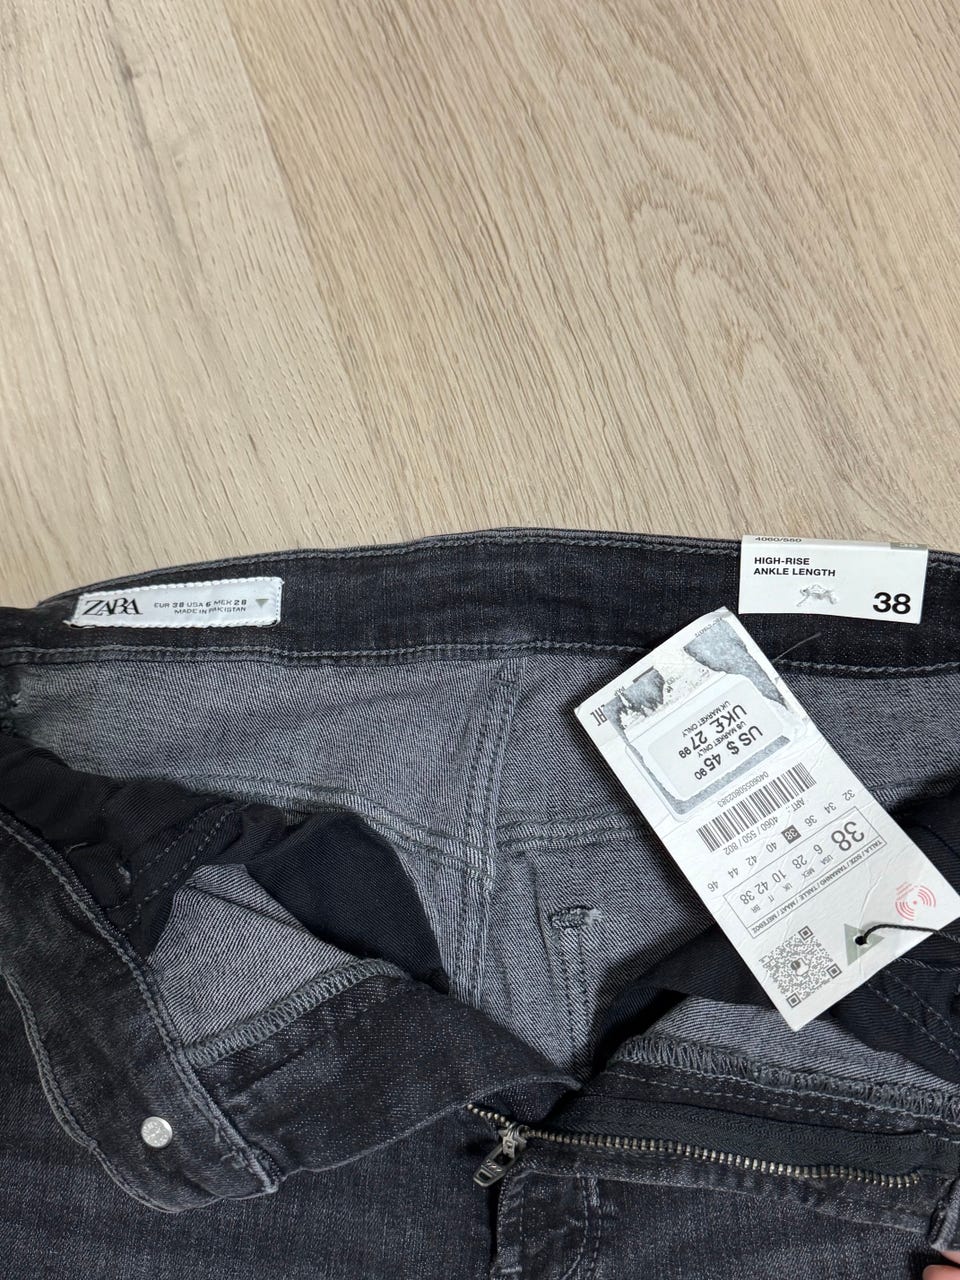 ZARA
EUR 38 USA 6 MEX 28
MADE IN PAKISTAN
4060/550
HIGH-RISE
ANKLE LENGTH
38
US $ 45.90
US MARKET ONLY
UK£ 27.99
UK MARKET ONLY
04060550802383
ART. 4060 / 550 / 802
32 34 36 38 40 42 44 46
38
USA 6
MEX 28
UK 10
IT 42
BR 38
TALLA / SIZE / TAMANHO / TAILLE / MAAT / MEFEΘΟΣ